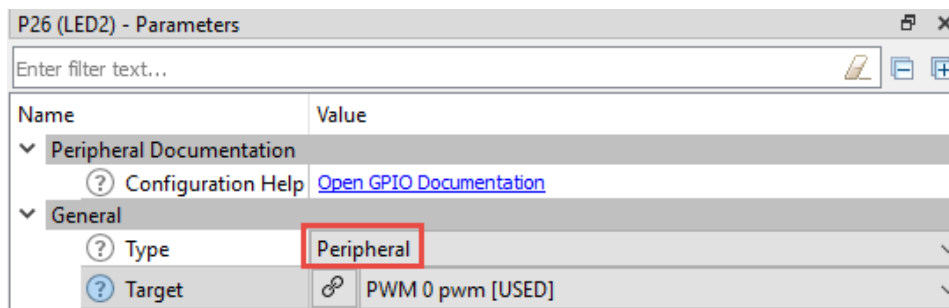 P26 (LED2) - Parameters
Enter filter text...
Name Value
Peripheral Documentation
? Configuration Help Open GPIO Documentation
General
? Type Peripheral
? Target PWM 0 pwm [USED]